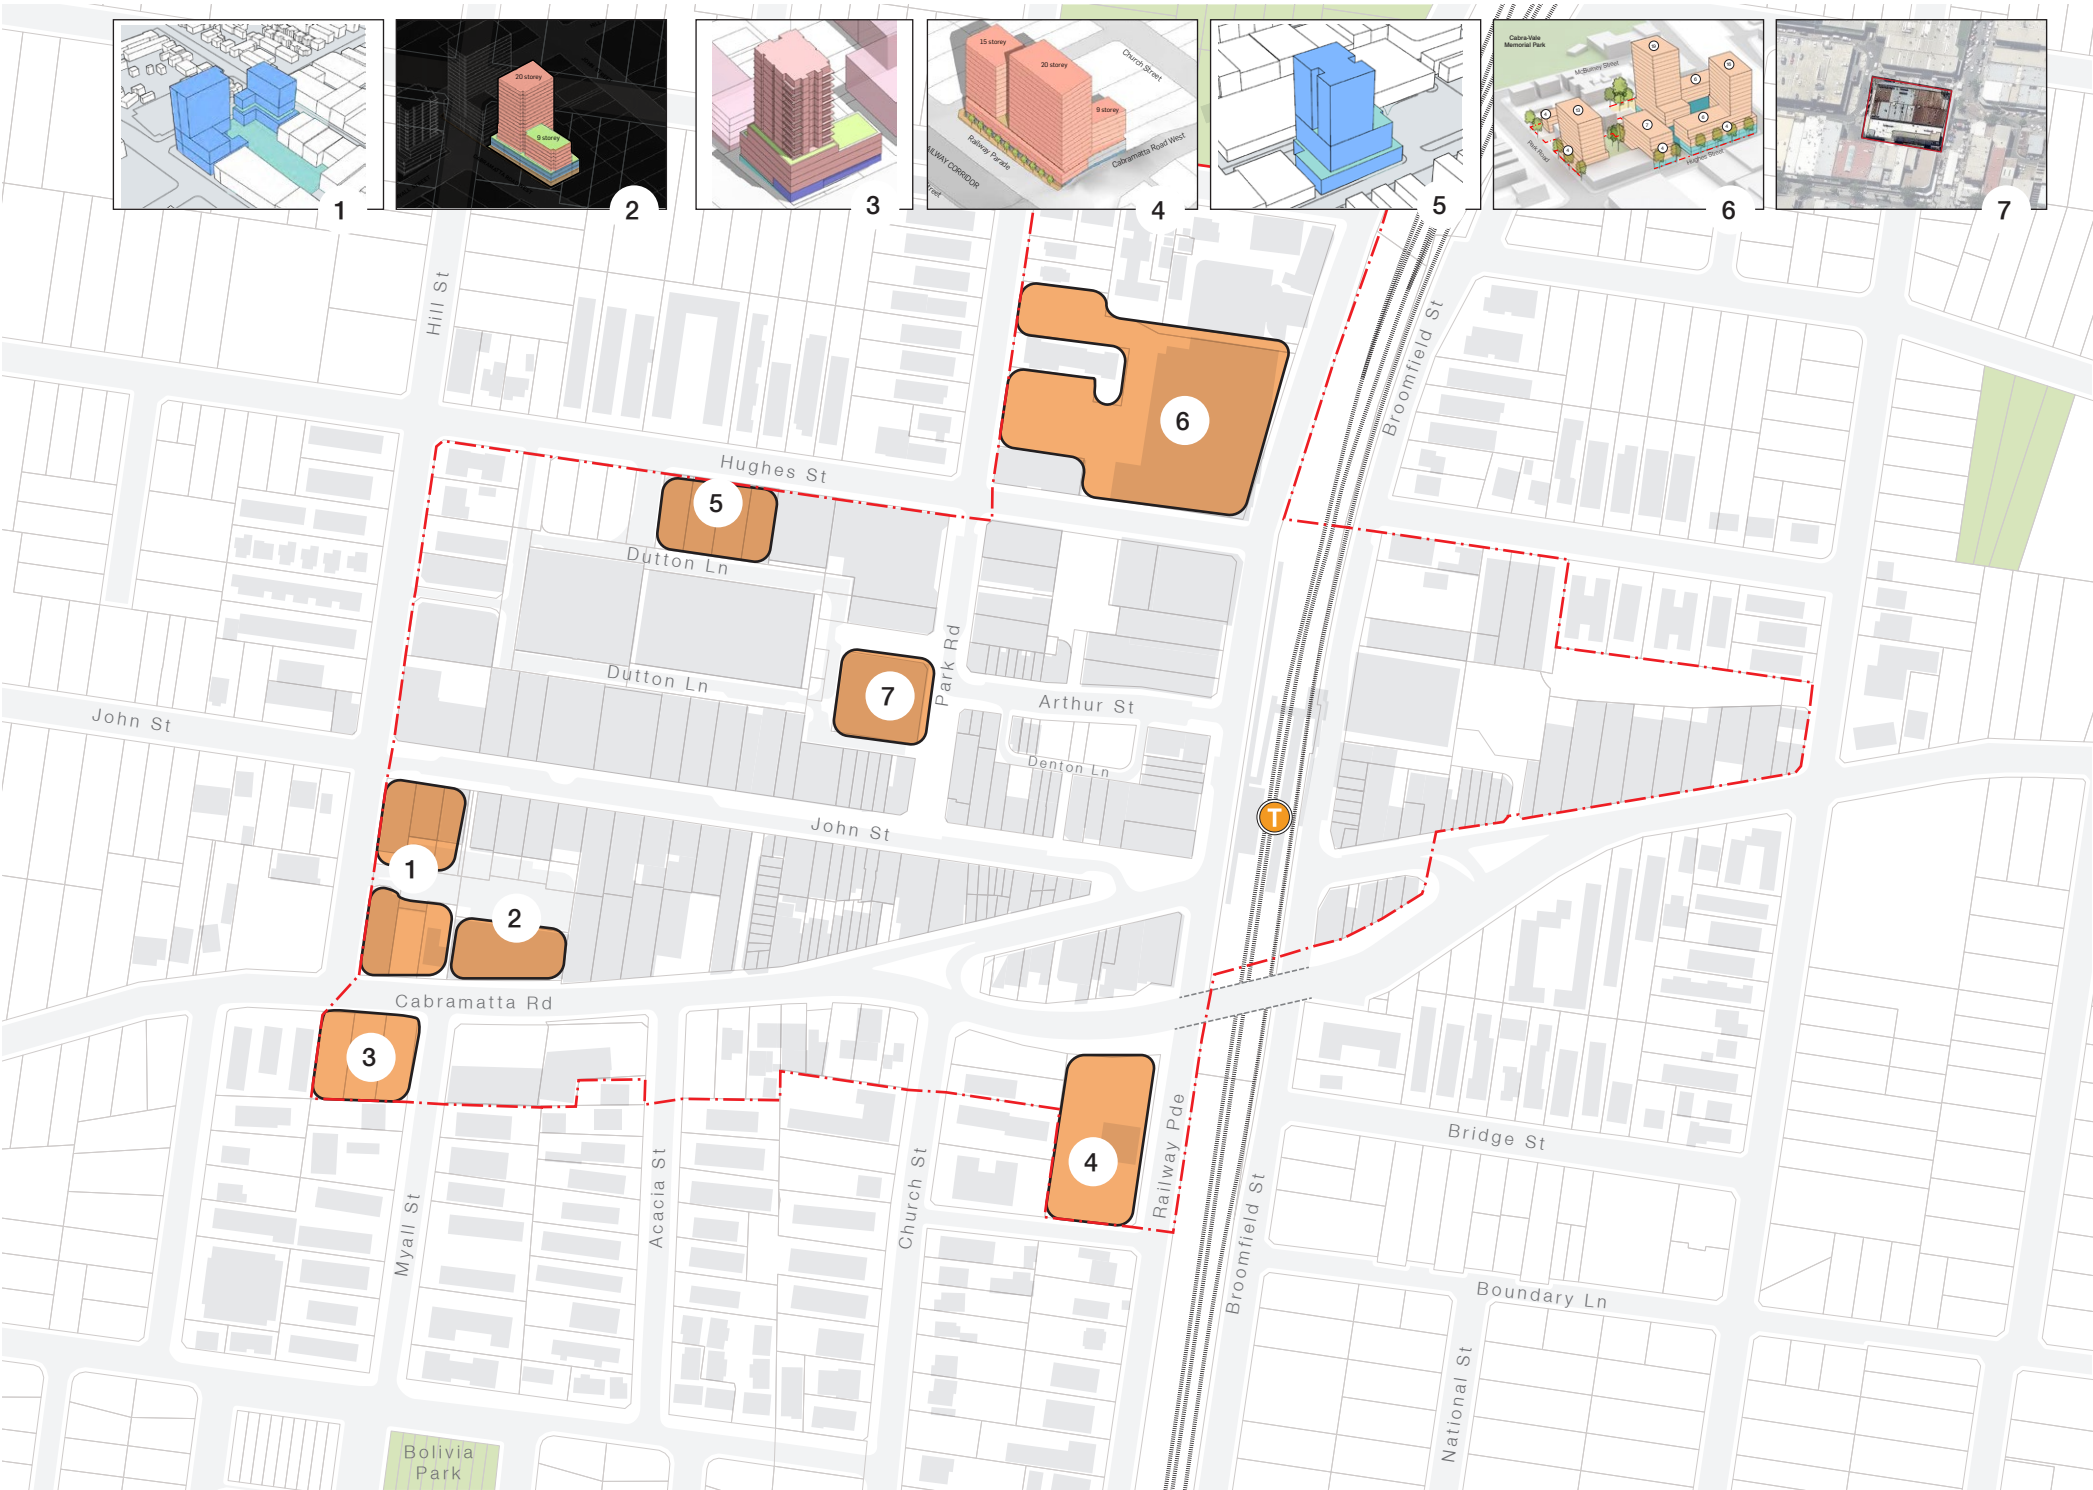 20 storey
9 storey
15 storey
20 storey
9 storey
Church Street
Railway Parade
Cabramatta Road West
Cabra-Vale
Memorial Park
McBurney Street
Park Road
Hughes Street
1
2
3
4
5
6
7
Hill St
Broomfield St
6
Hughes St
5
Dutton Ln
Park Rd
7
Dutton Ln
Arthur St
John St
Denton Ln
T
John St
1
2
Cabramatta Rd
3
4
Railway Pde
Bridge St
Church St
Acacia St
Myall St
Broomfield St
Boundary Ln
National St
Bolivia
Park